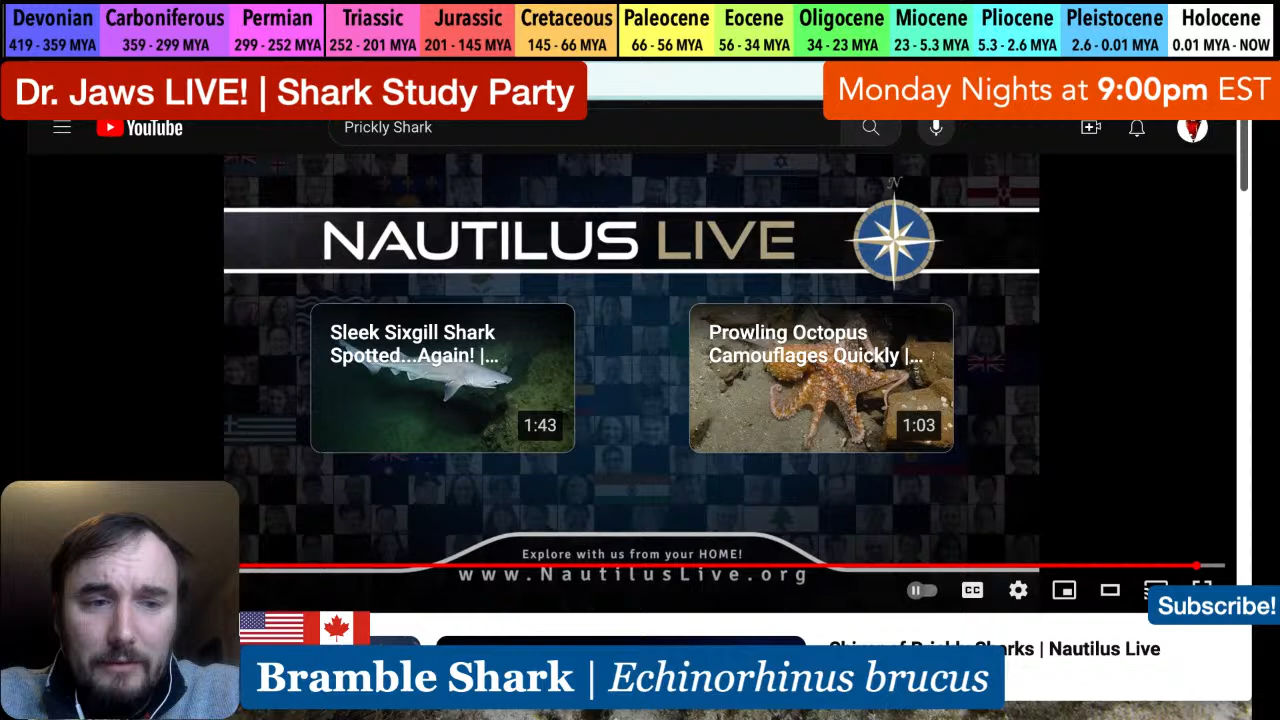 Devonian Carboniferous Permian Triassic Jurassic Cretaceous Paleocene Eocene Oligocene Miocene Pliocene Pleistocene Holocene
419 - 359 MYA 359 - 299 MYA 299 - 252 MYA 252 - 201 MYA 201 - 145 MYA 145 - 66 MYA 66 - 56 MYA 56 - 34 MYA 34 - 23 MYA 23 - 5.3 MYA 5.3 - 2.6 MYA 2.6 - 0.01 MYA 0.01 MYA - NOW
Dr. Jaws LIVE! | Shark Study Party
Monday Nights at 9:00pm EST
YouTube
Prickly Shark
N
NAUTILUS LIVE
Sleek Sixgill Shark
Spotted...Again! |...
1:43
Prowling Octopus
Camouflages Quickly |...
1:03
Explore with us from your HOME!
www.NautilusLive.org
CC
Subscribe!
| Nautilus Live
Bramble Shark | Echinorhinus brucus